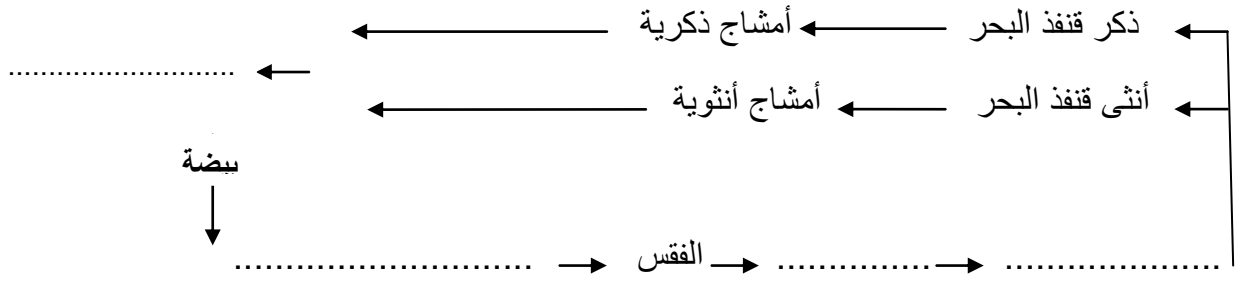 ذكر قنفذ البحر أمشاج ذكرية
...........................
أنثى قنفذ البحر أمشاج أنثوية
بيضة
............................ الفقس .............. ....................